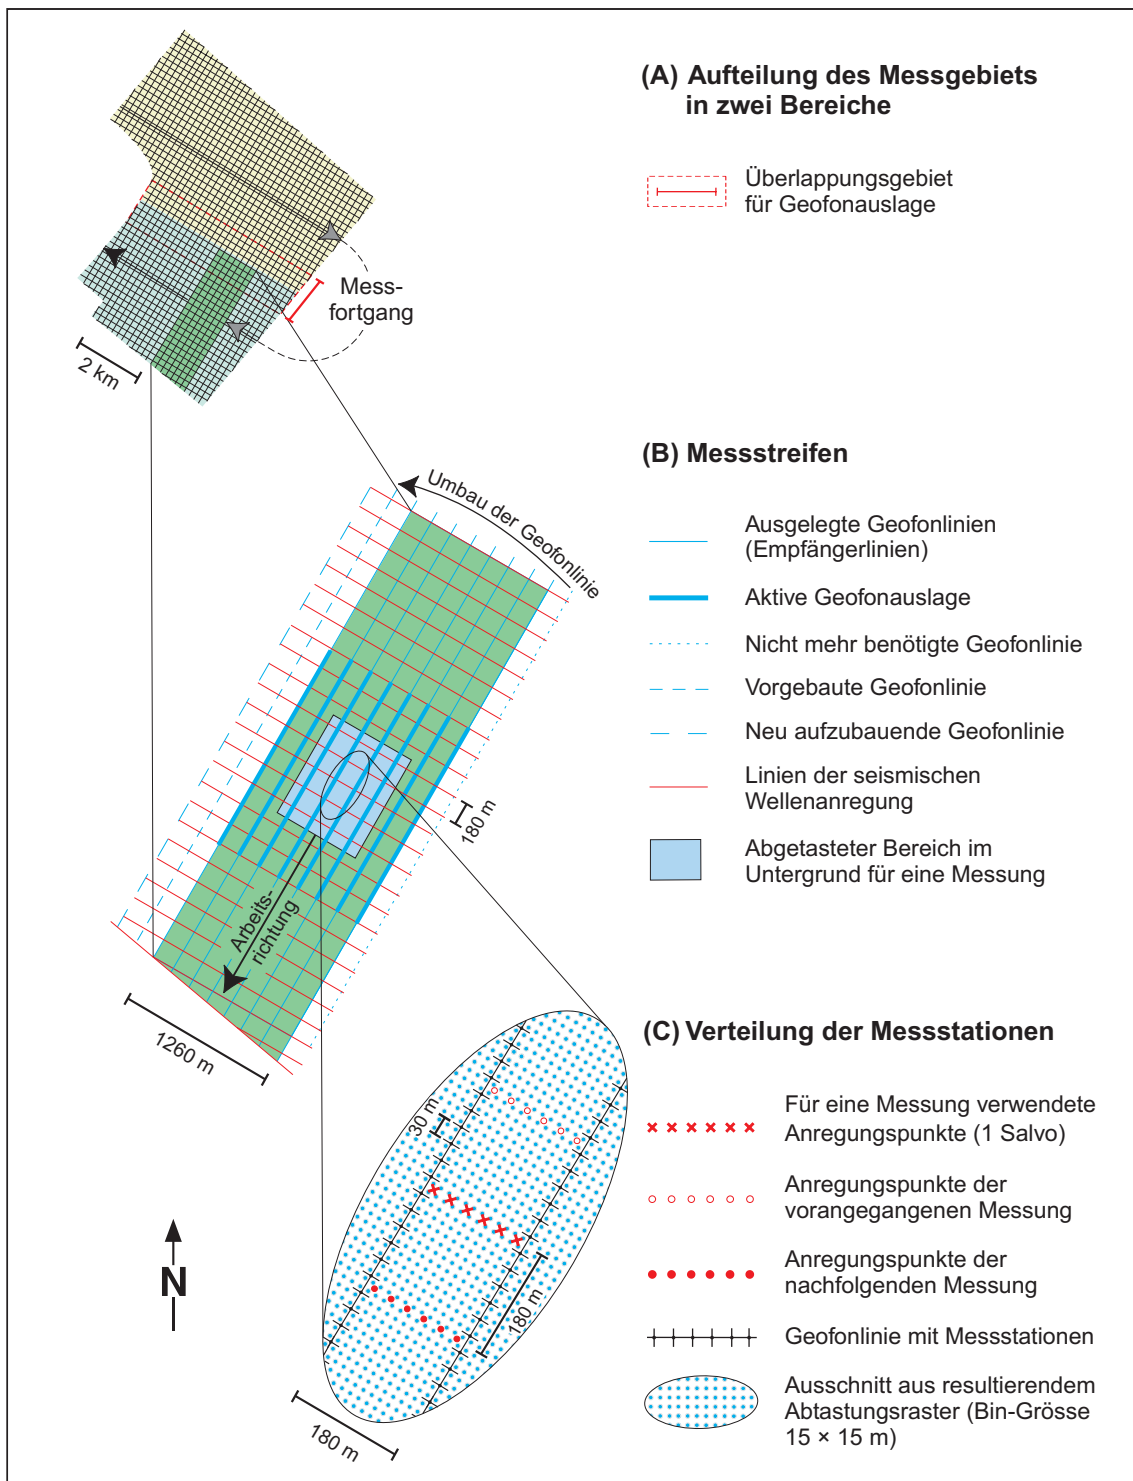 (A) Aufteilung des Messgebiets
in zwei Bereiche
Überlappungsgebiet
für Geofonauslage
Mess-
fortgang
2 km
(B) Messstreifen
Umbau der Geofonlinie
Ausgelegte Geofonlinien
(Empfängerlinien)
Aktive Geofonauslage
Nicht mehr benötigte Geofonlinie
Vorgebaute Geofonlinie
Neu aufzubauende Geofonlinie
Linien der seismischen
Wellenanregung
Abgetasteter Bereich im
Untergrund für eine Messung
180 m
Arbeits-
richtung
1260 m
(C) Verteilung der Messstationen
Für eine Messung verwendete
Anregungspunkte (1 Salvo)
Anregungspunkte der
vorangegangenen Messung
Anregungspunkte der
nachfolgenden Messung
Geofonlinie mit Messstationen
Ausschnitt aus resultierendem
Abtastungsraster (Bin-Grösse
15 × 15 m)
30 m
180 m
180 m
N